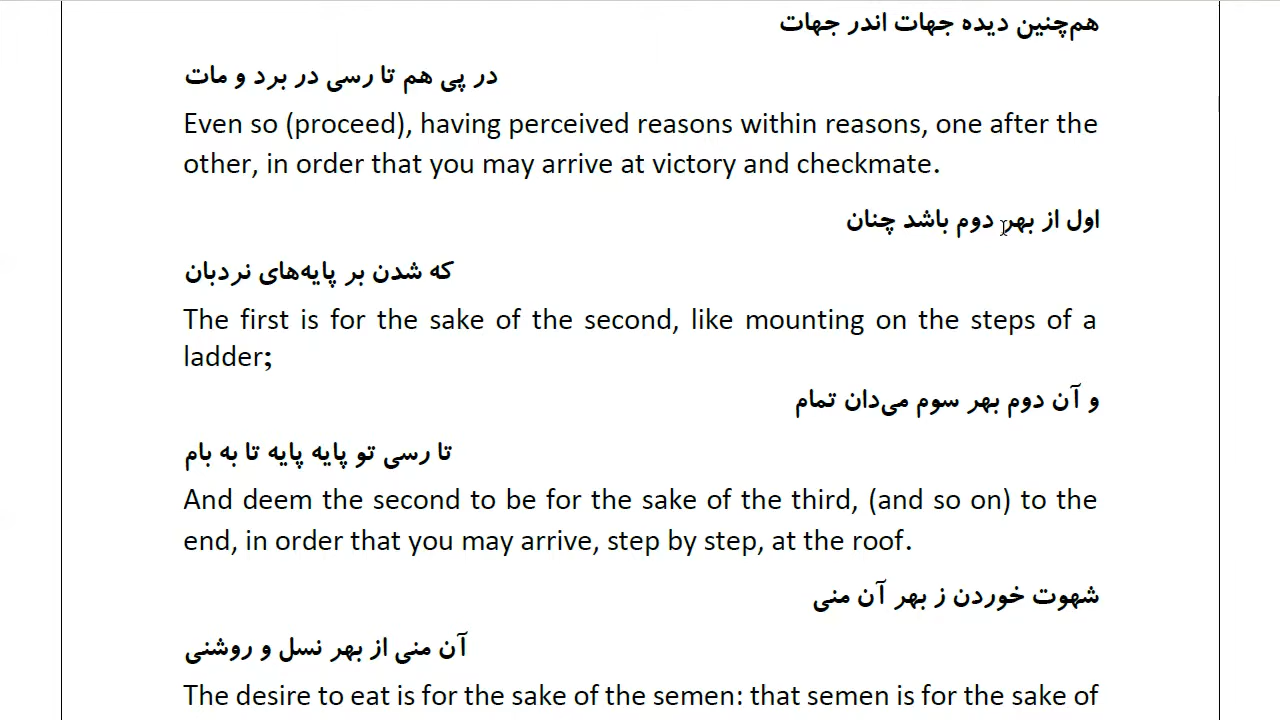 هم‌چنین دیده جهات اندر جهات
در پی هم تا رسی در برد و مات
Even so (proceed), having perceived reasons within reasons, one after the
other, in order that you may arrive at victory and checkmate.
اول از بهر دوم باشد چنان
که شدن بر پایه‌های نردبان
The first is for the sake of the second, like mounting on the steps of a
ladder;
و آن دوم بهر سوم می‌دان تمام
تا رسی تو پایه پایه تا به بام
And deem the second to be for the sake of the third, (and so on) to the
end, in order that you may arrive, step by step, at the roof.
شهوت خوردن ز بهر آن منی
آن منی از بهر نسل و روشنی
The desire to eat is for the sake of the semen: that semen is for the sake of